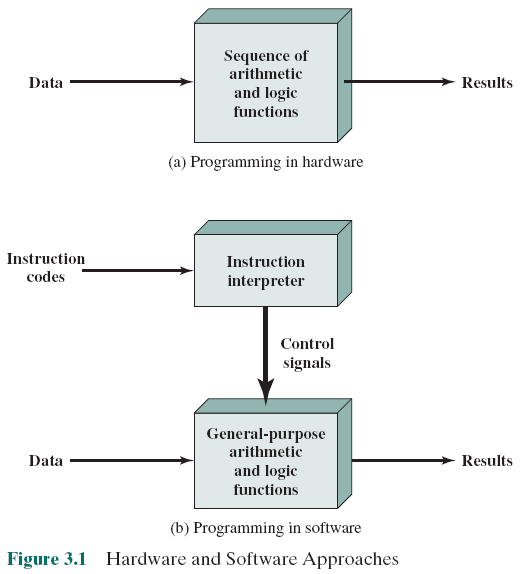 Sequence of
arithmetic
and logic
functions
Data
Results
(a) Programming in hardware
Instruction
codes
Instruction
interpreter
Control
signals
General-purpose
arithmetic
and logic
functions
Data
Results
(b) Programming in software
Figure 3.1 Hardware and Software Approaches